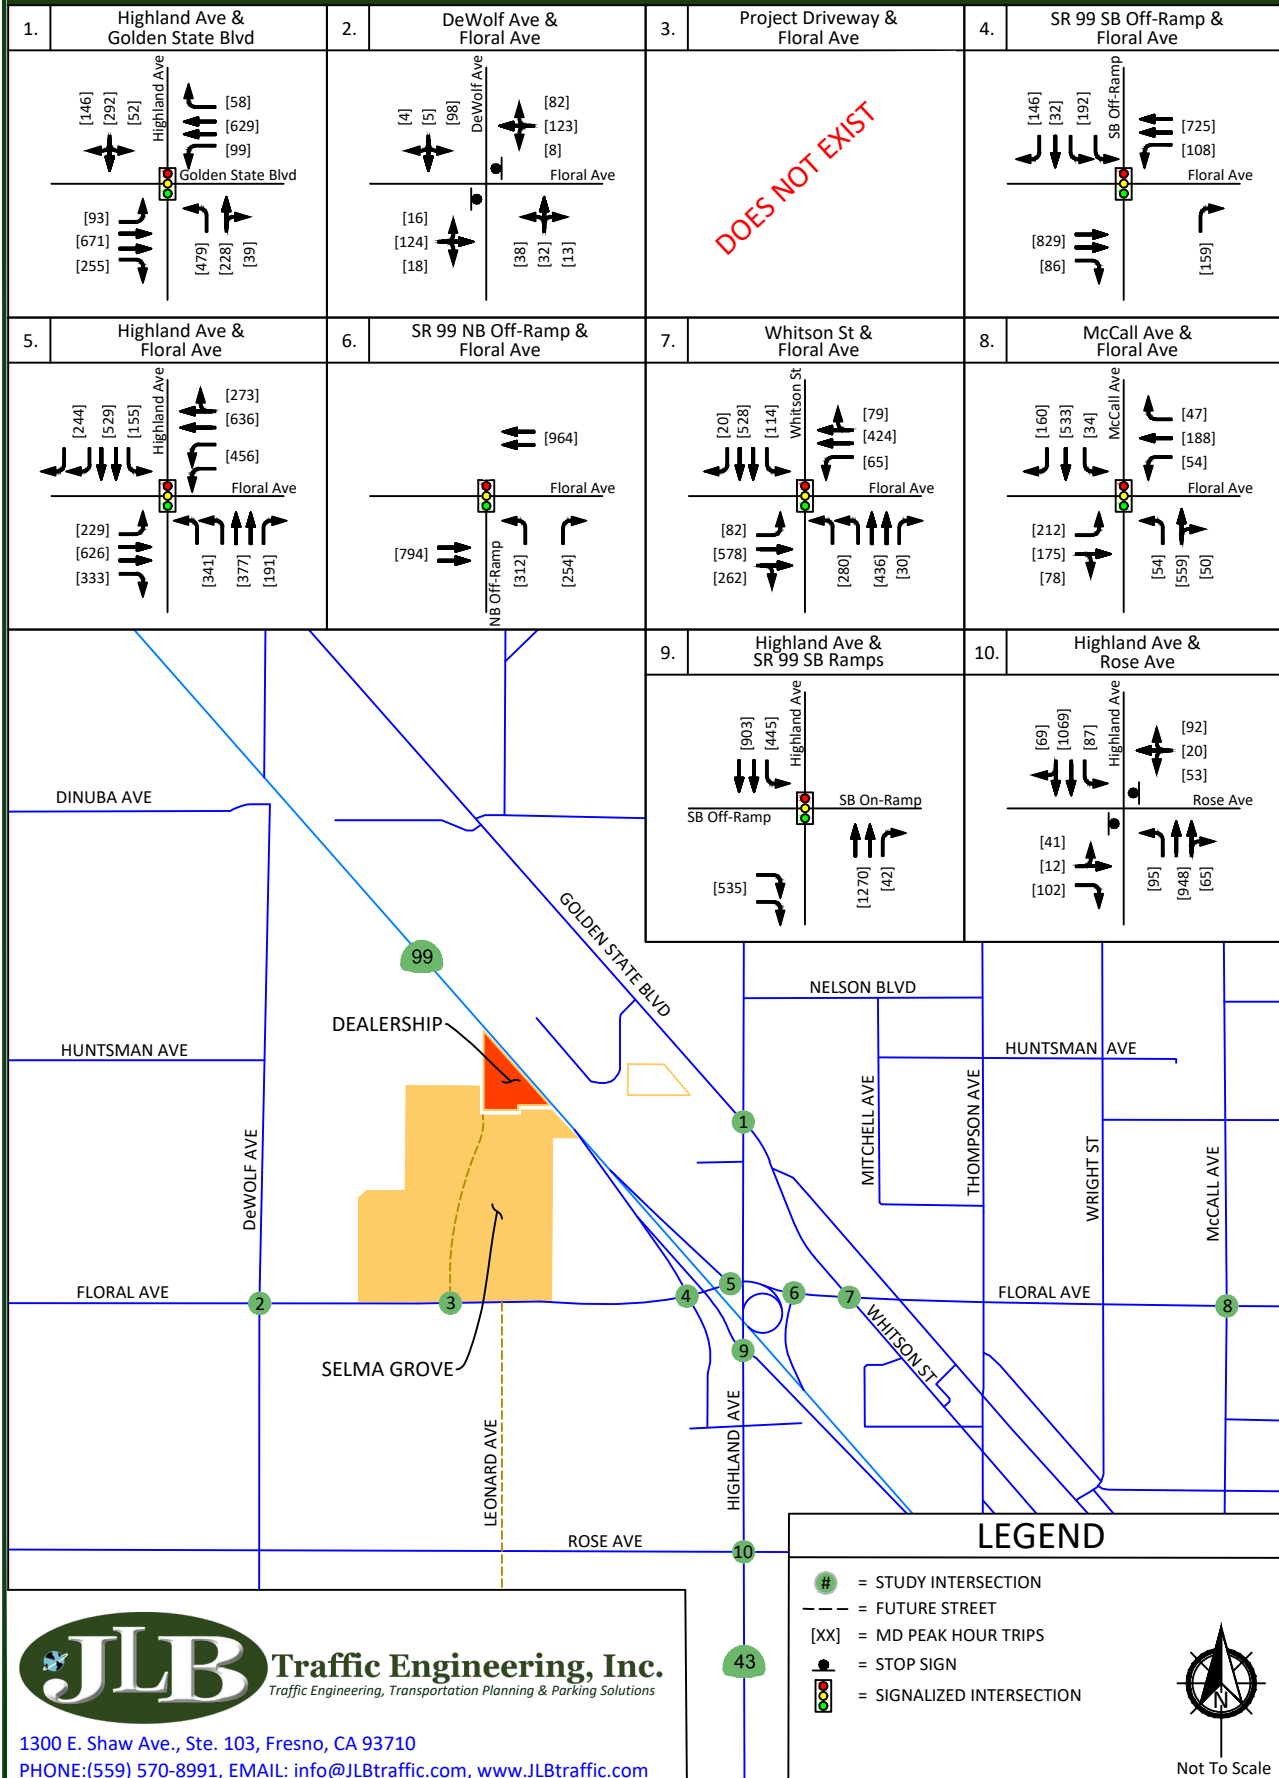 1.
Highland Ave &
Golden State Blvd
[146] [292] [52]
Highland Ave
[58]
[629]
[99]
Golden State Blvd
[93]
[671]
[255]
[479] [228] [39]
2.
DeWolf Ave &
Floral Ave
[4] [5] [98]
DeWolf Ave
[82]
[123]
[8]
Floral Ave
[16]
[124]
[18]
[38] [32] [13]
3.
Project Driveway &
Floral Ave
DOES NOT EXIST
4.
SR 99 SB Off-Ramp &
Floral Ave
[146] [32] [192]
SB Off-Ramp
[725]
[108]
Floral Ave
[829]
[86]
[159]
5.
Highland Ave &
Floral Ave
[244] [529] [155]
Highland Ave
[273]
[636]
[456]
Floral Ave
[229]
[626]
[333]
[341] [377] [191]
6.
SR 99 NB Off-Ramp &
Floral Ave
[964]
Floral Ave
[794]
NB Off-Ramp
[312] [254]
7.
Whitson St &
Floral Ave
[20] [528] [114]
Whitson St
[79]
[424]
[65]
Floral Ave
[82]
[578]
[262]
[280] [436] [30]
8.
McCall Ave &
Floral Ave
[160] [533] [34]
McCall Ave
[47]
[188]
[54]
Floral Ave
[212]
[175]
[78]
[54] [559] [50]
9.
Highland Ave &
SR 99 SB Ramps
[903] [445]
Highland Ave
SB On-Ramp
SB Off-Ramp
[535]
[1270] [42]
10.
Highland Ave &
Rose Ave
[69] [1069] [87]
Highland Ave
[92]
[20]
[53]
Rose Ave
[41]
[12]
[102]
[95] [948] [65]
DINUBA AVE
GOLDEN STATE BLVD
99
NELSON BLVD
DEALERSHIP
HUNTSMAN AVE
HUNTSMAN AVE
MITCHELL AVE
THOMPSON AVE
WRIGHT ST
McCALL AVE
DeWOLF AVE
1
FLORAL AVE
2
3
4
5
6
7
FLORAL AVE
8
WHITSON ST
9
SELMA GROVE
HIGHLAND AVE
LEONARD AVE
ROSE AVE
10
43
LEGEND
# = STUDY INTERSECTION
= FUTURE STREET
[XX] = MD PEAK HOUR TRIPS
= STOP SIGN
= SIGNALIZED INTERSECTION
N
Not To Scale
JLB Traffic Engineering, Inc.
Traffic Engineering, Transportation Planning & Parking Solutions
1300 E. Shaw Ave., Ste. 103, Fresno, CA 93710
PHONE:(559) 570-8991, EMAIL: info@JLBtraffic.com, www.JLBtraffic.com